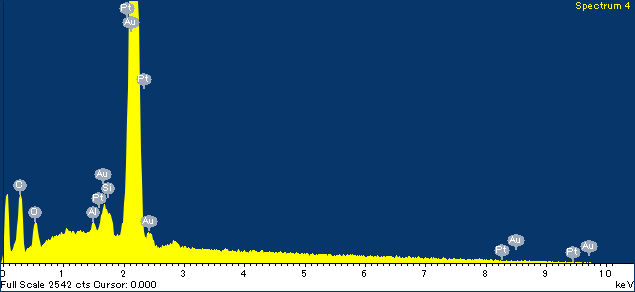 Spectrum 4
Pt
Au
Pt
Au
C
Si
Pt
O
Al
Au
Au
Pt
Pt
Au
0 1 2 3 4 5 6 7 8 9 10
Full Scale 2542 cts Cursor: 0.000 keV